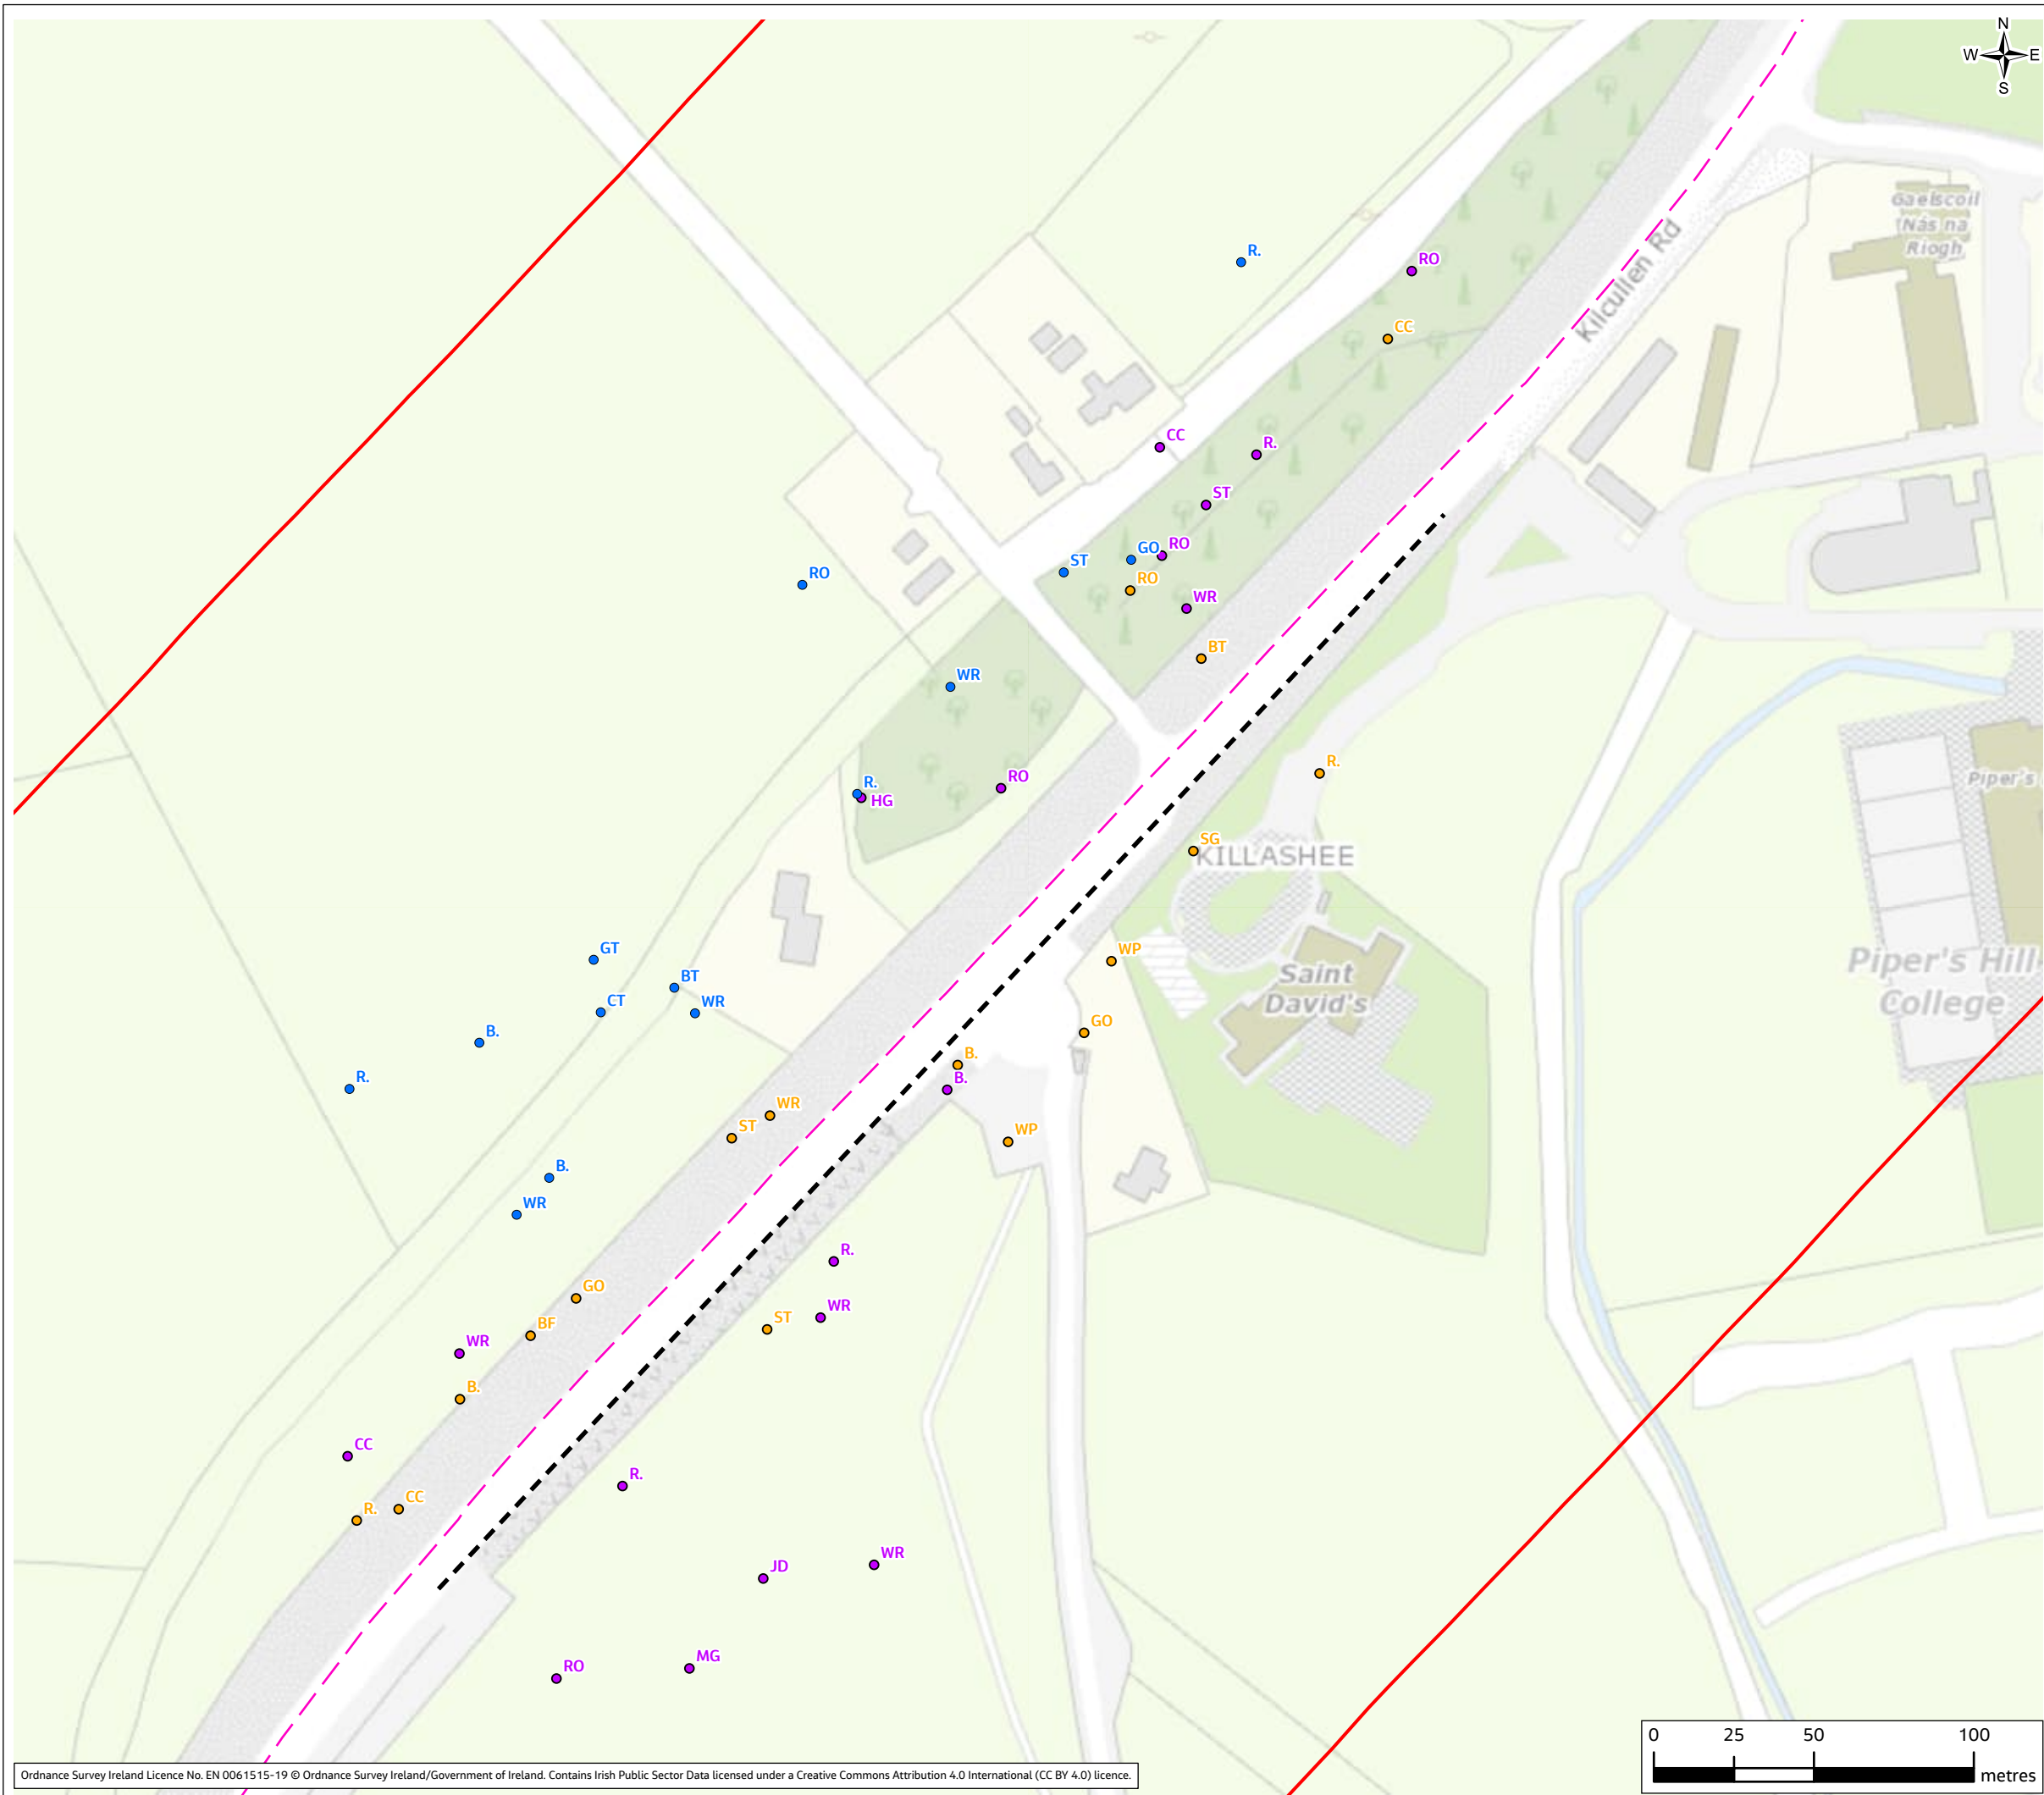 N
W E
S
Gaelscoil
Nás na
Ríogh
R.
RO
Kilcullen Rd
CC
CC
R.
ST
GO
RO
ST
RO
RO
WR
BT
WR
R.
RO
R.
HG
Piper's
SG
KILLASHEE
GT
WP
Piper's Hill
College
Saint
David's
BT
CT
WR
GO
B.
B.
R.
B.
WR
ST
WP
B.
WR
R.
GO
WR
ST
BF
WR
B.
CC
R.
CC
R.
WR
JD
MG
RO
0 25 50 100
metres
Ordnance Survey Ireland Licence No. EN 0061515-19 © Ordnance Survey Ireland/Government of Ireland. Contains Irish Public Sector Data licensed under a Creative Commons Attribution 4.0 International (CC BY 4.0) licence.